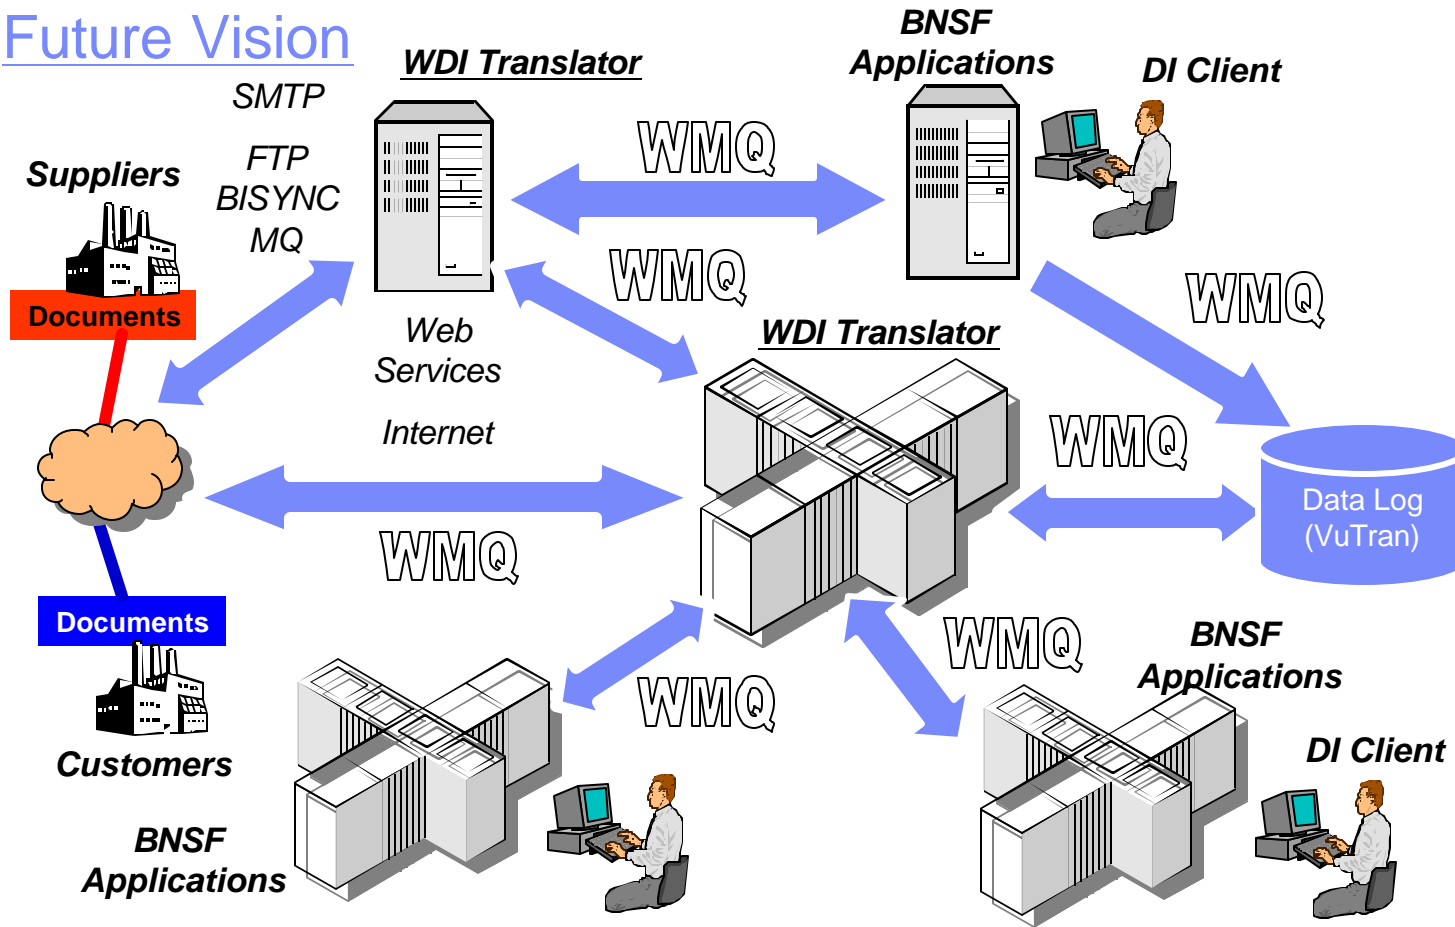 Future Vision
WDI Translator
BNSF
Applications
DI Client
SMTP
FTP
BISYNC
MQ
WMQ
Suppliers
Documents
WMQ
WMQ
Web
Services
WDI Translator
Internet
WMQ
Data Log
(VuTran)
WMQ
Documents
Customers
WMQ
WMQ
BNSF
Applications
DI Client
BNSF
Applications